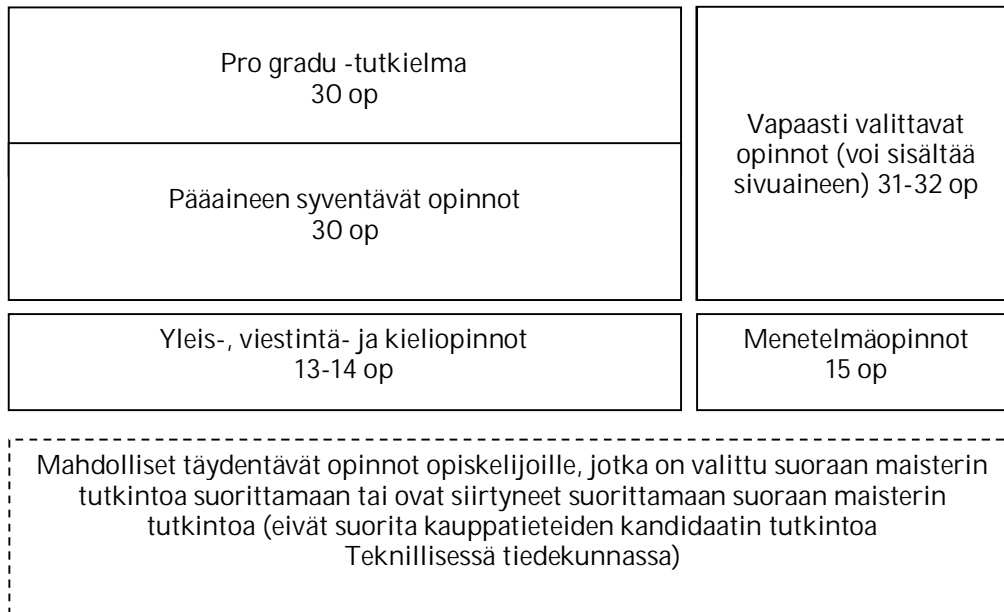 Pro gradu -tutkielma
30 op
Pääaineen syventävät opinnot
30 op
Vapaasti valittavat
opinnot (voi sisältää
sivuaineen) 31-32 op
Yleis-, viestintä- ja kieliopinnot
13-14 op
Menetelmäopinnot
15 op
Mahdolliset täydentävät opinnot opiskelijoille, jotka on valittu suoraan maisterin
tutkintoa suorittamaan tai ovat siirtyneet suorittamaan suoraan maisterin
tutkintoa (eivät suorita kauppatieteiden kandidaatin tutkintoa
Teknillisessä tiedekunnassa)